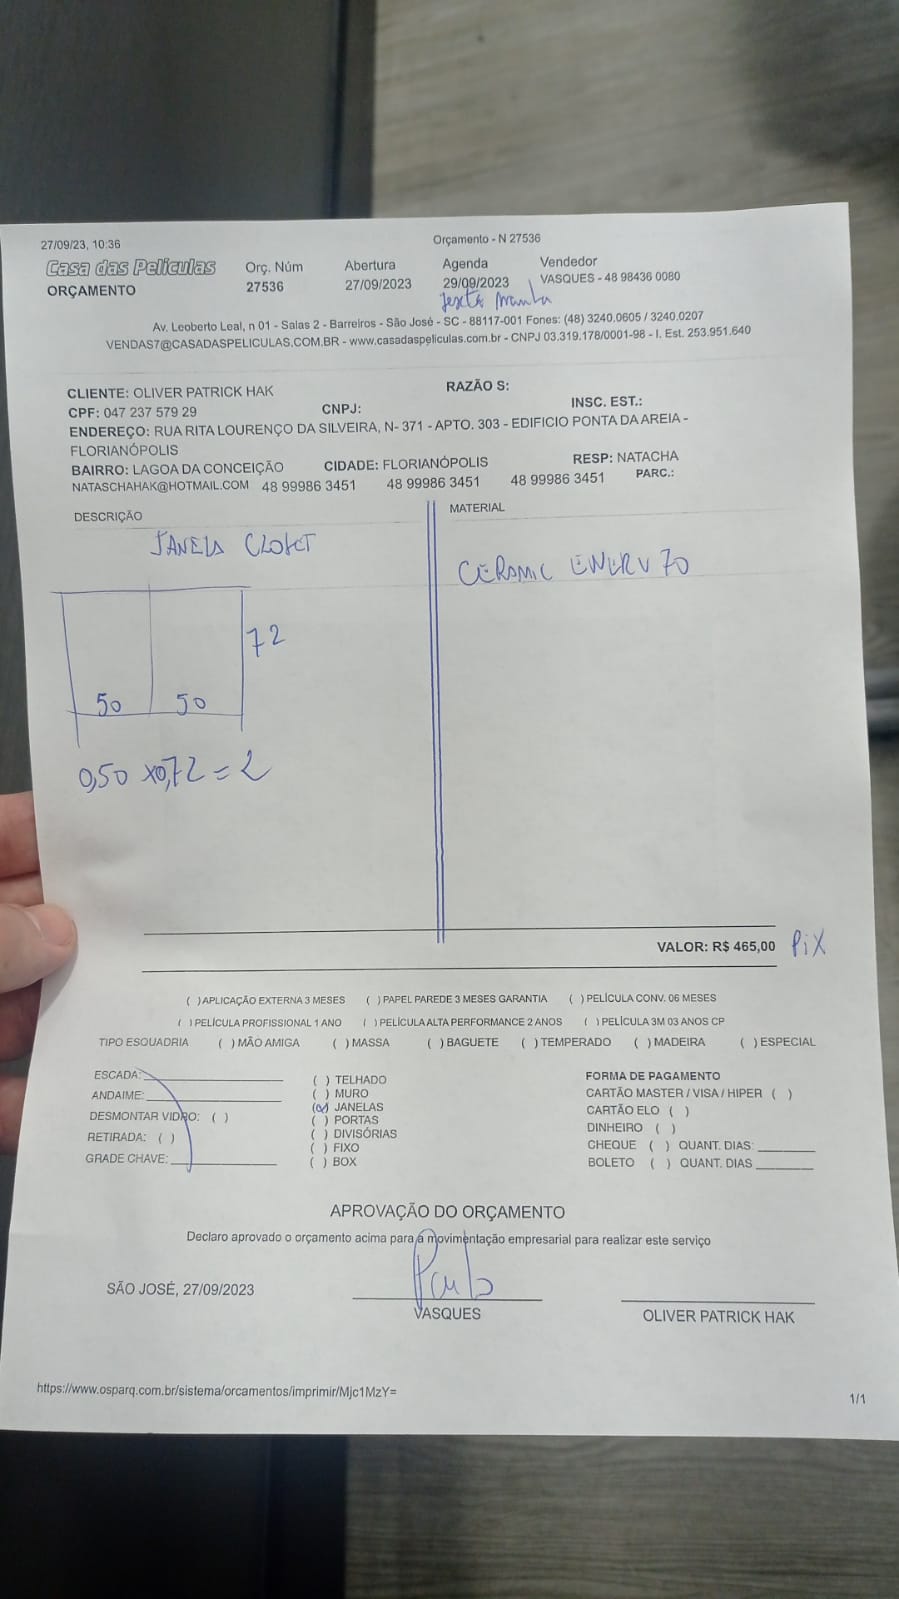 27/09/23, 10:36
Orçamento - N 27536
Casa das Películas
ORÇAMENTO
Orç. Núm
27536
Abertura
27/09/2023
Agenda
29/09/2023
Vendedor
VASQUES - 48 98436 0080
Av. Leoberto Leal, n 01 - Salas 2 - Barreiros - São José - SC - 88117-001 Fones: (48) 3240.0605 / 3240.0207
VENDAS7@CASADASPELICULAS.COM.BR - www.casadaspeliculas.com.br - CNPJ 03.319.178/0001-98 - I. Est. 253.951.640
CLIENTE: OLIVER PATRICK HAK RAZÃO S:
CPF: 047 237 579 29 CNPJ: INSC. EST.:
ENDEREÇO: RUA RITA LOURENÇO DA SILVEIRA, N- 371 - APTO. 303 - EDIFICIO PONTA DA AREIA -
FLORIANÓPOLIS
BAIRRO: LAGOA DA CONCEIÇÃO CIDADE: FLORIANÓPOLIS RESP: NATACHA
NATASCHAHAK@HOTMAIL.COM 48 99986 3451 48 99986 3451 48 99986 3451 PARC.:
DESCRIÇÃO
MATERIAL
JANELA CLOSET
CERAMIC ENERV 70
72
50 50
0,50 x0,72 = 2
VALOR: R$ 465,00 PIX
( )APLICAÇÃO EXTERNA 3 MESES ( )PAPEL PAREDE 3 MESES GARANTIA ( )PELÍCULA CONV. 06 MESES
( )PELÍCULA PROFISSIONAL 1 ANO ( )PELÍCULA ALTA PERFORMANCE 2 ANOS ( )PELÍCULA 3M 03 ANOS CP
TIPO ESQUADRIA ( )MÃO AMIGA ( )MASSA ( )BAGUETE ( )TEMPERADO ( )MADEIRA ( )ESPECIAL
ESCADA:
ANDAIME:
DESMONTAR VIDRO: ( )
RETIRADA: ( )
GRADE CHAVE:
( ) TELHADO
( ) MURO
(x) JANELAS
( ) PORTAS
( ) DIVISÓRIAS
( ) FIXO
( ) BOX
FORMA DE PAGAMENTO
CARTÃO MASTER / VISA / HIPER ( )
CARTÃO ELO ( )
DINHEIRO ( )
CHEQUE ( ) QUANT. DIAS:
BOLETO ( ) QUANT. DIAS
APROVAÇÃO DO ORÇAMENTO
Declaro aprovado o orçamento acima para a movimentação empresarial para realizar este serviço
SÃO JOSÉ, 27/09/2023
VASQUES
OLIVER PATRICK HAK
https://www.osparq.com.br/sistema/orcamentos/imprimir/Mjc1MzY=
1/1